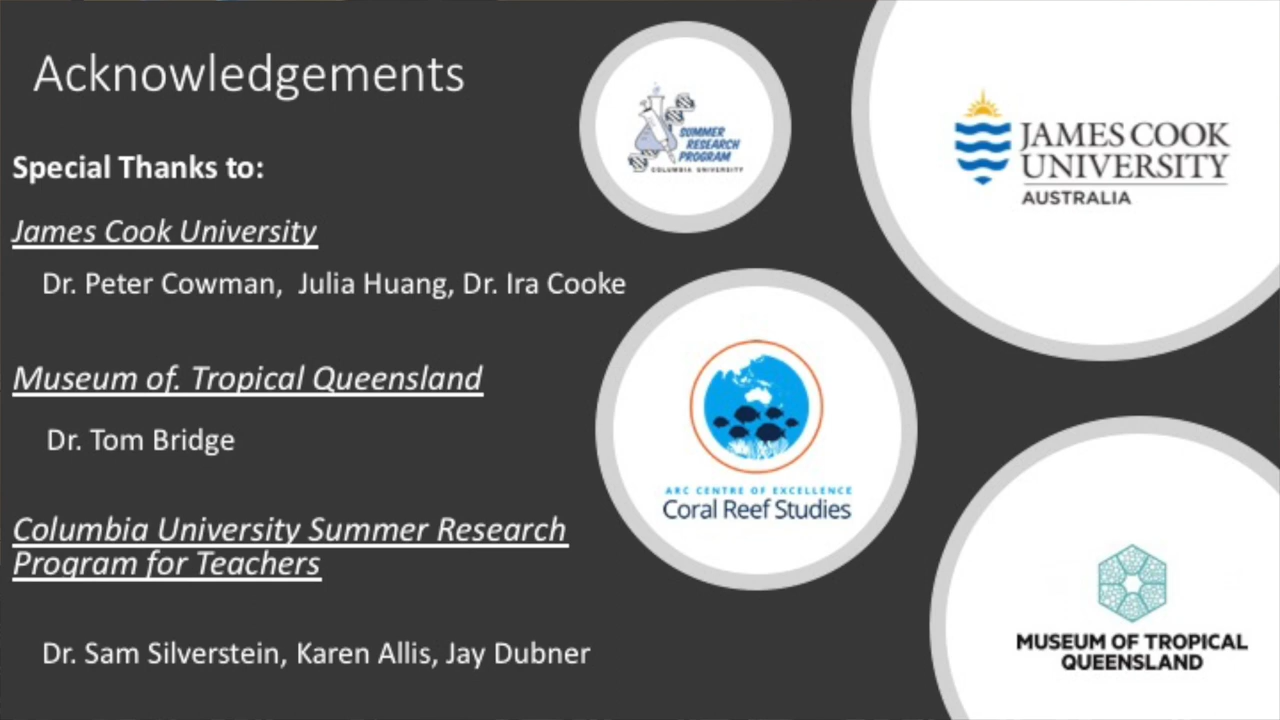 Acknowledgements
Special Thanks to:
James Cook University
Dr. Peter Cowman, Julia Huang, Dr. Ira Cooke
Museum of. Tropical Queensland
Dr. Tom Bridge
Columbia University Summer Research
Program for Teachers
Dr. Sam Silverstein, Karen Allis, Jay Dubner
SUMMER
RESEARCH
PROGRAM
COLUMBIA UNIVERSITY
JAMES COOK
UNIVERSITY
AUSTRALIA
ARC CENTRE OF EXCELLENCE
Coral Reef Studies
MUSEUM OF TROPICAL
QUEENSLAND